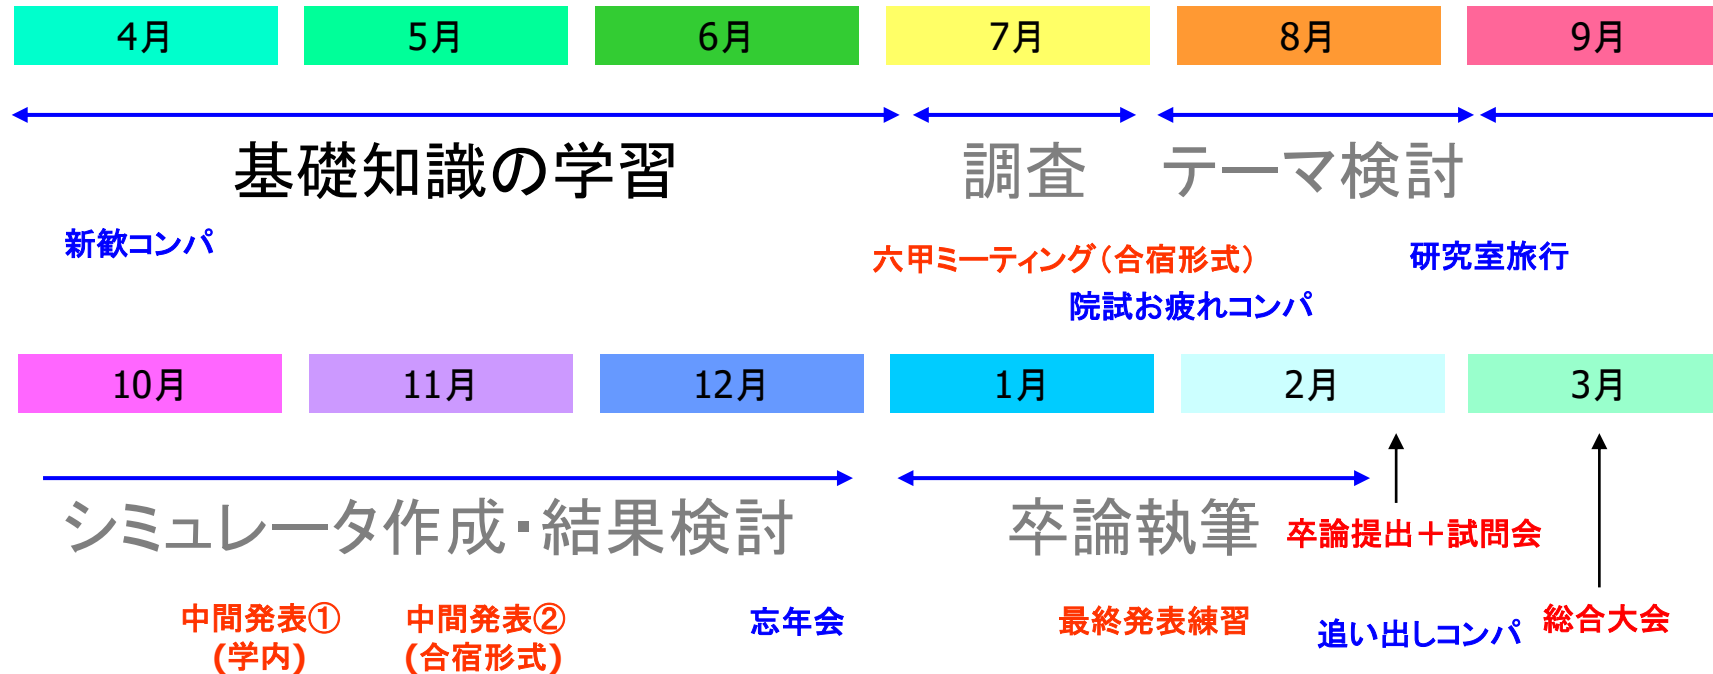 4月 5月 6月 7月 8月 9月
基礎知識の学習 調査 テーマ検討
新歓コンパ 六甲ミーティング(合宿形式) 研究室旅行
院試お疲れコンパ
10月 11月 12月 1月 2月 3月
シミュレータ作成・結果検討 卒論執筆 卒論提出+試問会
中間発表① 中間発表② 忘年会 最終発表練習 追い出しコンパ 総合大会
(学内) (合宿形式)